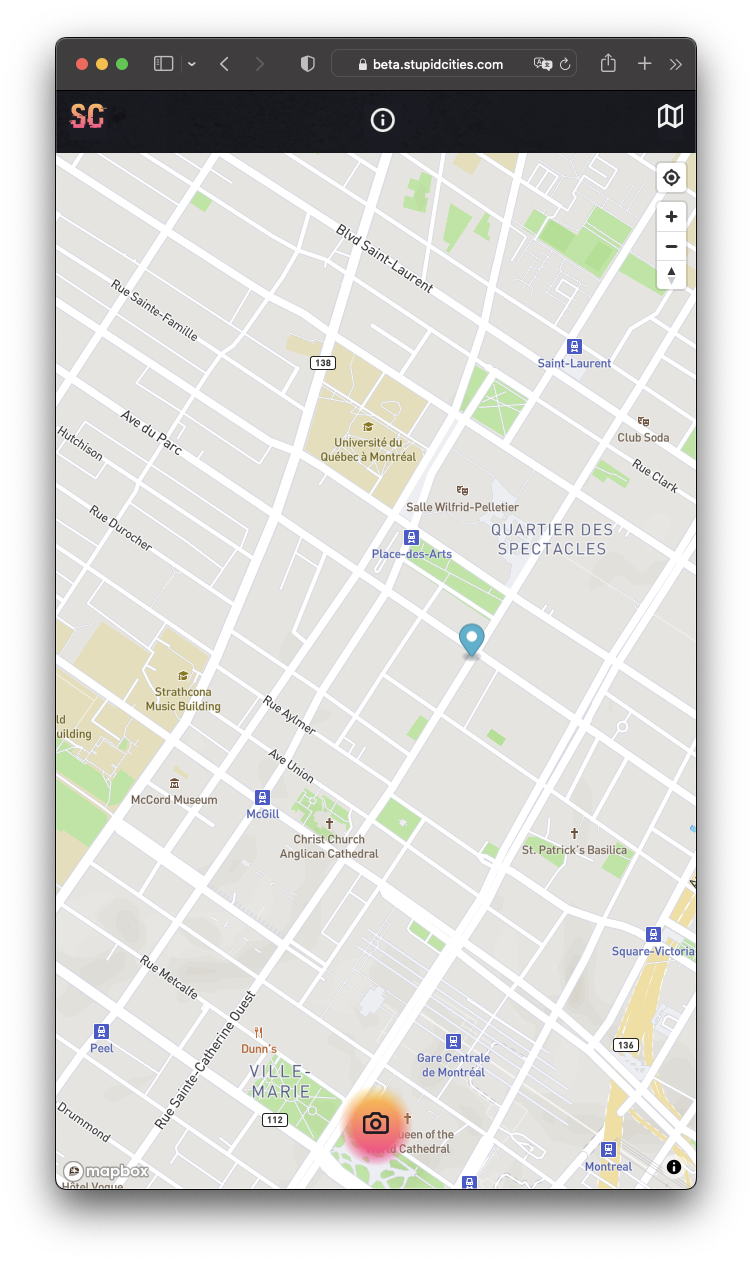 beta.stupidcities.com
SC
Blvd Saint-Laurent
Rue Sainte-Famille
138
Saint-Laurent
Ave du Parc
Hutchison
Université du
Québec à Montréal
Club Soda
Rue Clark
Salle Wilfrid-Pelletier
Rue Durocher
Place-des-Arts
QUARTIER DES
SPECTACLES
Strathcona
Music Building
ld
uilding
Rue Aylmer
Ave Union
McCord Museum
McGill
Christ Church
Anglican Cathedral
St. Patrick's Basilica
Square-Victoria
Rue Metcalfe
Rue Sainte-Catherine Ouest
Peel
Dunn's
136
Gare Centrale
de Montréal
VILLE-
MARIE
112
Drummond
ueen of the
ld Cathedral
Montreal
mapbox
Hôtel Vogue